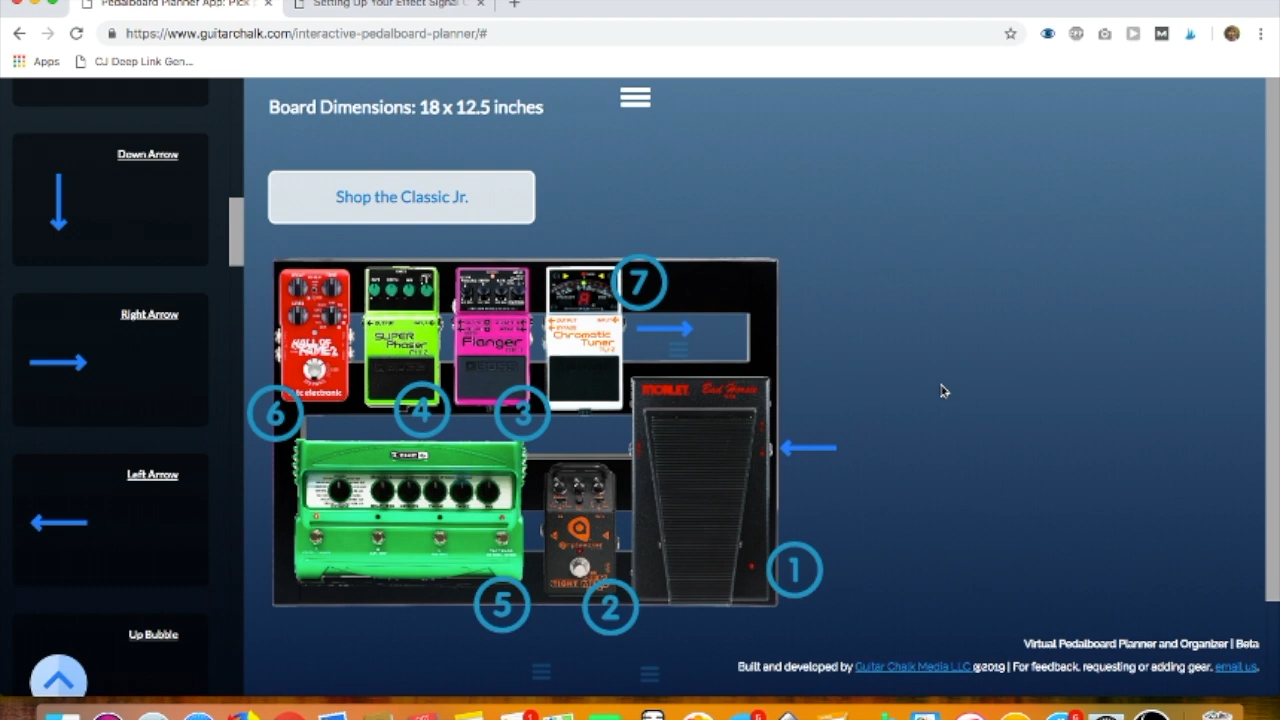 Pedalboard Planner App: Pick
Setting Up Your Effect Signal
https://www.guitarchalk.com/interactive-pedalboard-planner/#
Apps
CJ Deep Link Gen...
Board Dimensions: 18 x 12.5 inches
Shop the Classic Jr.
Down Arrow
Right Arrow
Left Arrow
Up Bubble
HALL OF FAME 2
tc electronic
SUPER Phaser
Flanger
Chromatic Tuner
MORLEY Bad Horsie
7
6
4
3
5
2
1
Virtual Pedalboard Planner and Organizer | Beta
Built and developed by Guitar Chalk Media LLC @2019 | For feedback, requesting or adding gear, email us.